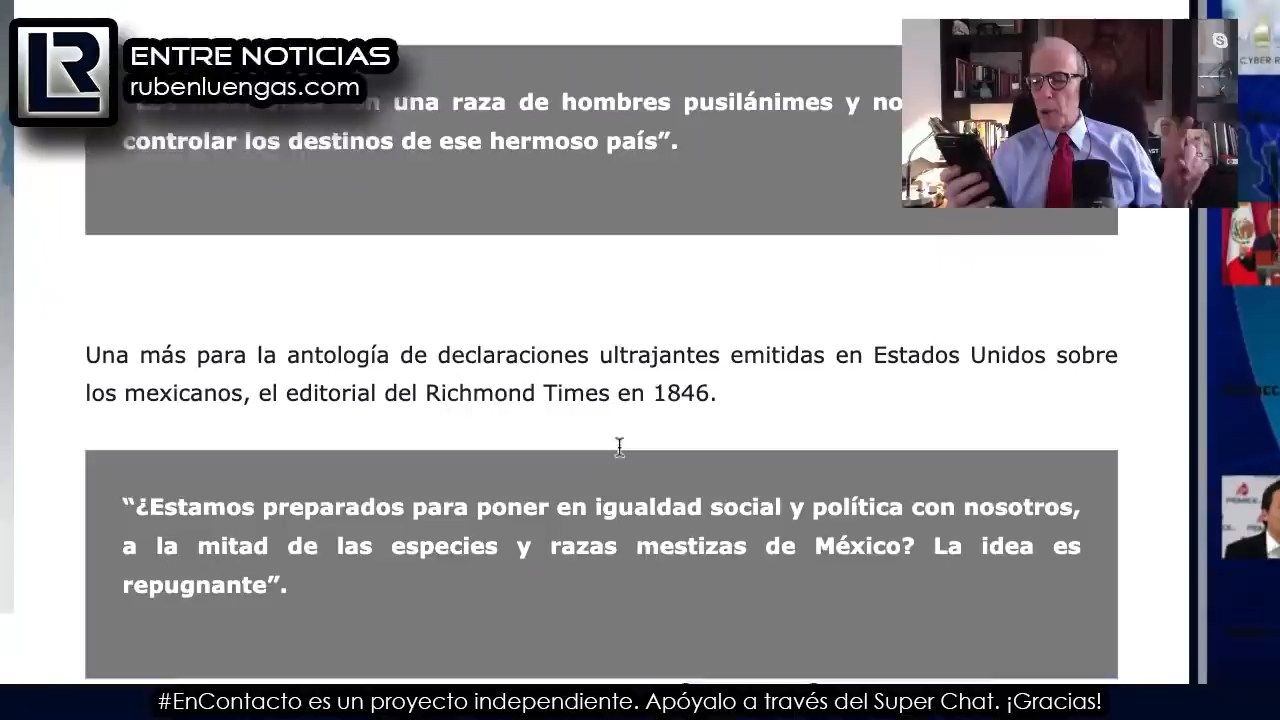 LR
ENTRE NOTICIAS
rubenluengas.com
una raza de hombres pusilánimes y no
controlar los destinos de ese hermoso país”.
CYBER
Una más para la antología de declaraciones ultrajantes emitidas en Estados Unidos sobre
los mexicanos, el editorial del Richmond Times en 1846.
“¿Estamos preparados para poner en igualdad social y política con nosotros,
a la mitad de las especies y razas mestizas de México? La idea es
repugnante”.
PEMEX
#EnContacto es un proyecto independiente. Apóyalo a través del Super Chat. ¡Gracias!